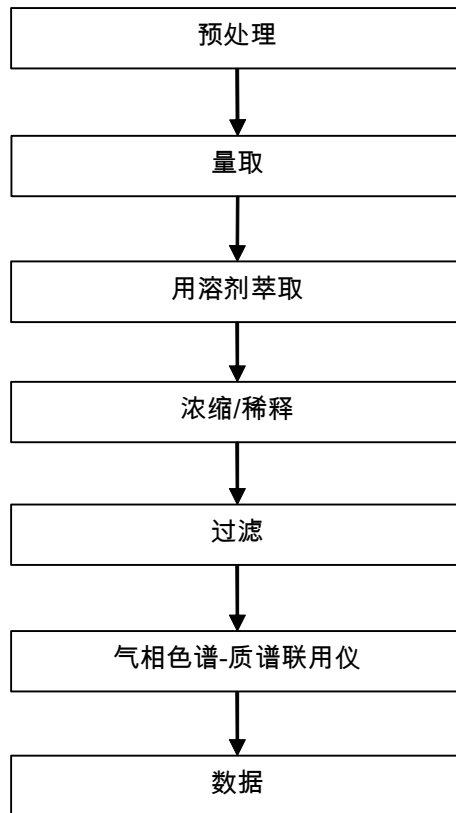 预处理
量取
用溶剂萃取
浓缩/稀释
过滤
气相色谱-质谱联用仪
数据